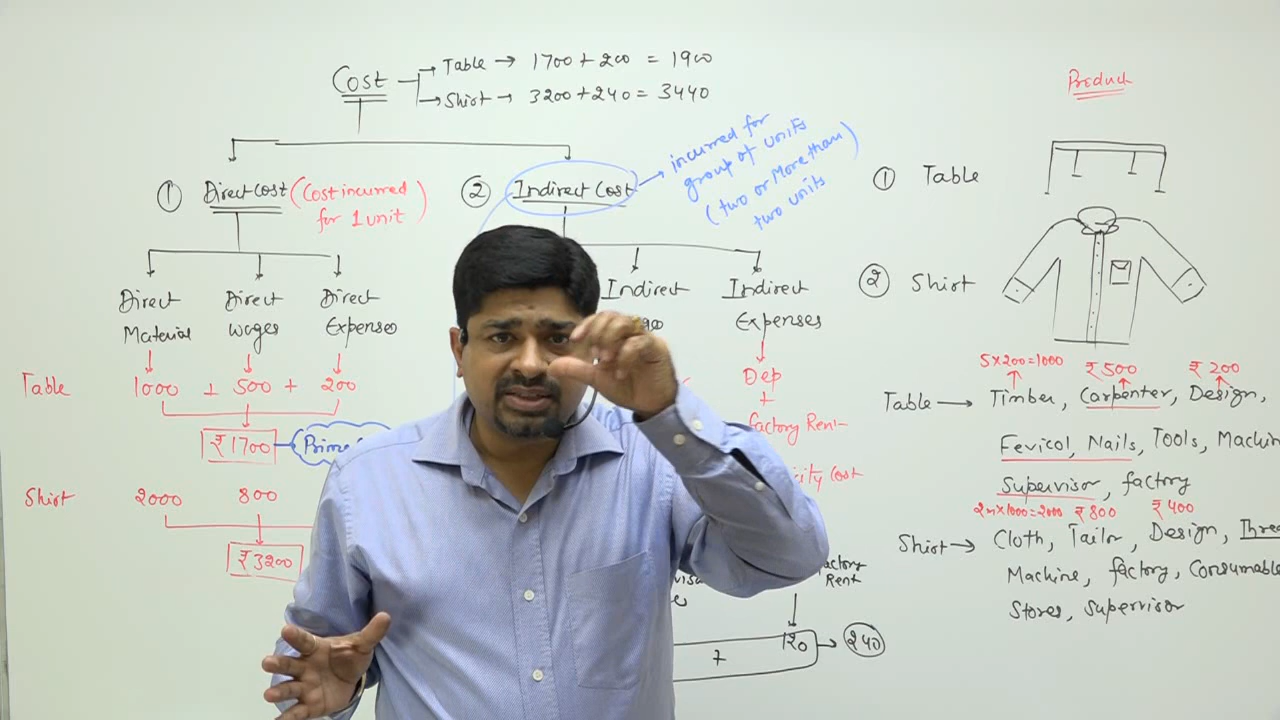 Cost → Table → 1700 + 200 = 1900
→ Shirt → 3200 + 240 = 3440
① Direct Cost (Cost incurred
for 1 unit)
② Indirect Cost → incurred for
group of units
(two or More than)
two units
Direct
Material
Direct
Wages
Direct
Expenses
Indirect
Indirect
Expenses
Dep
+
factory Rent
Cost
Table 1000 + 500 + 200
₹1700
Prime
Shirt 2000 800
₹3200
Rent
+ 120 → 240
Product
① Table
② Shirt
5x200=1000 ₹500 ₹200
Table → Timber, Carpenter, Design,
Fevicol, Nails, Tools,
Supervisor, factory
2m x 1000 = 2000 ₹800 ₹400
Shirt → Cloth, Tailor, Design,
Machine, factory, Consumable
Stores, Supervisor